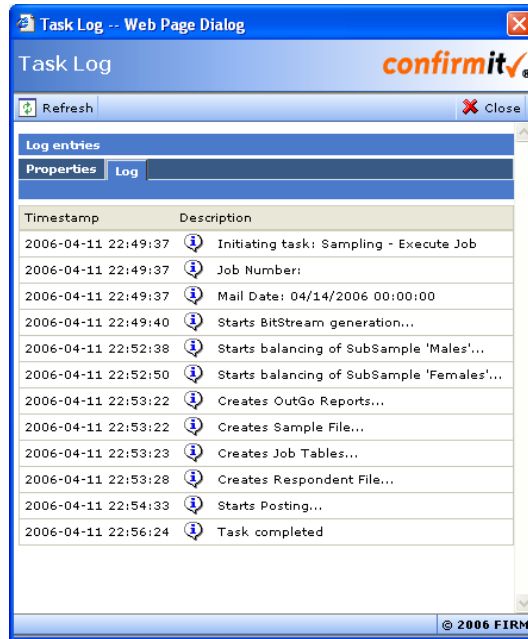 Task Log -- Web Page Dialog
Task Log confirmit
Refresh Close
Log entries
Properties Log
Timestamp Description
2006-04-11 22:49:37 Initiating task: Sampling - Execute Job
2006-04-11 22:49:37 Job Number:
2006-04-11 22:49:37 Mail Date: 04/14/2006 00:00:00
2006-04-11 22:49:40 Starts BitStream generation...
2006-04-11 22:52:38 Starts balancing of SubSample 'Males'...
2006-04-11 22:52:50 Starts balancing of SubSample 'Females'...
2006-04-11 22:53:22 Creates OutGo Reports...
2006-04-11 22:53:22 Creates Sample File...
2006-04-11 22:53:23 Creates Job Tables...
2006-04-11 22:53:28 Creates Respondent File...
2006-04-11 22:54:33 Starts Posting...
2006-04-11 22:56:24 Task completed
© 2006 FIRM